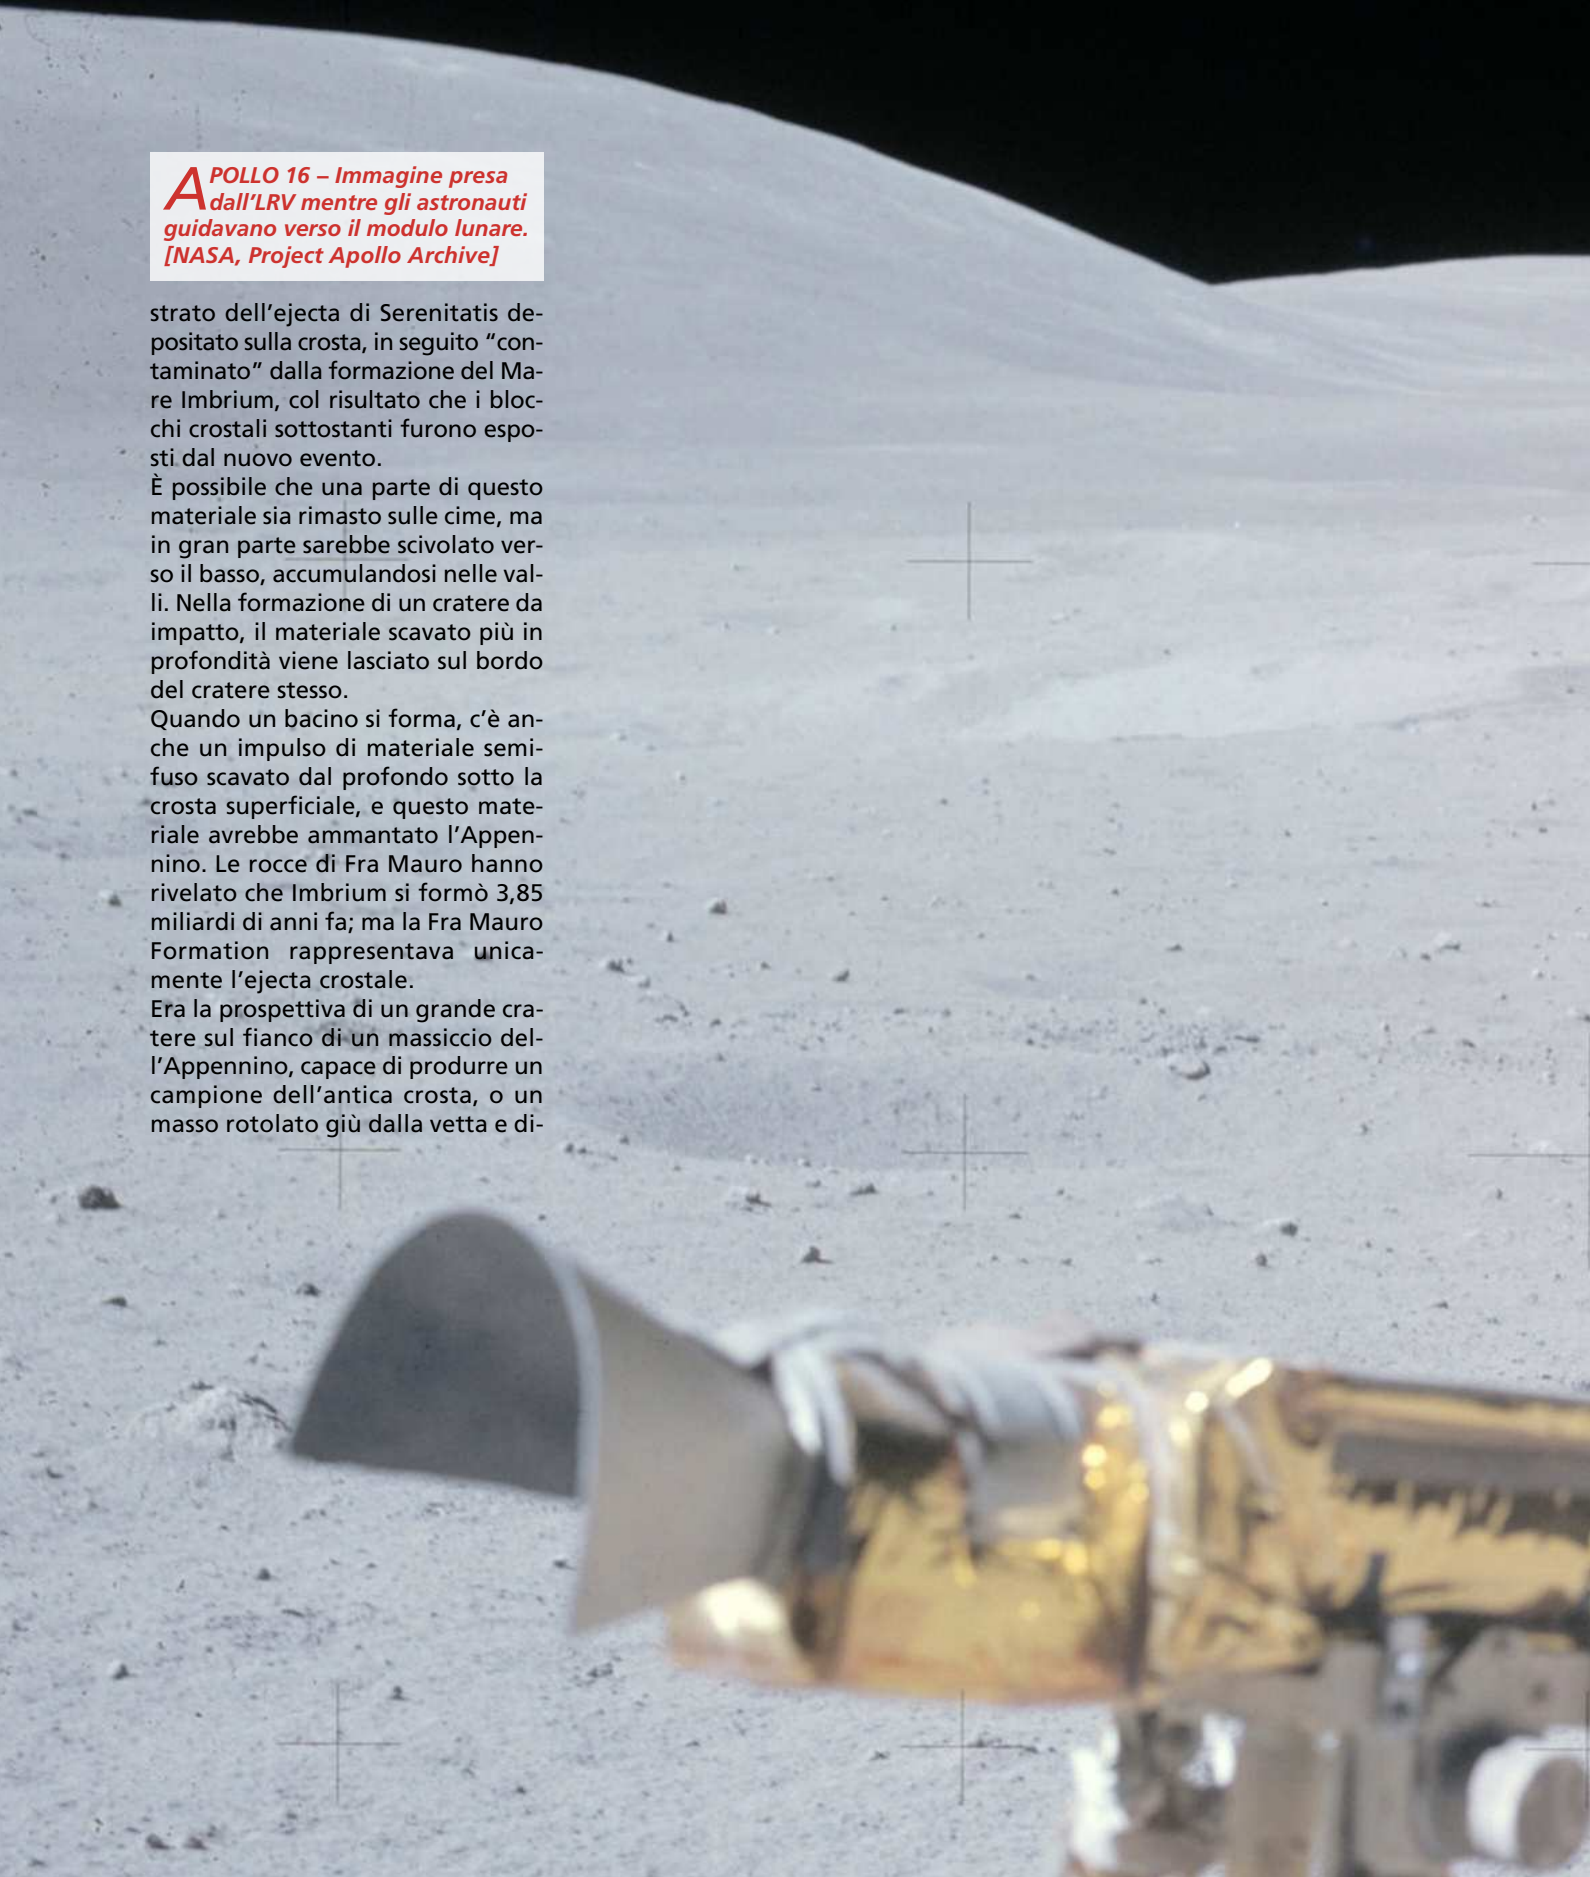 APOLLO 16 – Immagine presa
dall’LRV mentre gli astronauti
guidavano verso il modulo lunare.
[NASA, Project Apollo Archive]
strato dell’ejecta di Serenitatis de-
positato sulla crosta, in seguito “con-
taminato” dalla formazione del Ma-
re Imbrium, col risultato che i bloc-
chi crostali sottostanti furono espo-
sti dal nuovo evento.
È possibile che una parte di questo
materiale sia rimasto sulle cime, ma
in gran parte sarebbe scivolato ver-
so il basso, accumulandosi nelle val-
li. Nella formazione di un cratere da
impatto, il materiale scavato più in
profondità viene lasciato sul bordo
del cratere stesso.
Quando un bacino si forma, c’è an-
che un impulso di materiale semi-
fuso scavato dal profondo sotto la
crosta superficiale, e questo mate-
riale avrebbe ammantato l’Appen-
nino. Le rocce di Fra Mauro hanno
rivelato che Imbrium si formò 3,85
miliardi di anni fa; ma la Fra Mauro
Formation rappresentava unica-
mente l’ejecta crostale.
Era la prospettiva di un grande cra-
tere sul fianco di un massiccio del-
l’Appennino, capace di produrre un
campione dell’antica crosta, o un
masso rotolato giù dalla vetta e di-